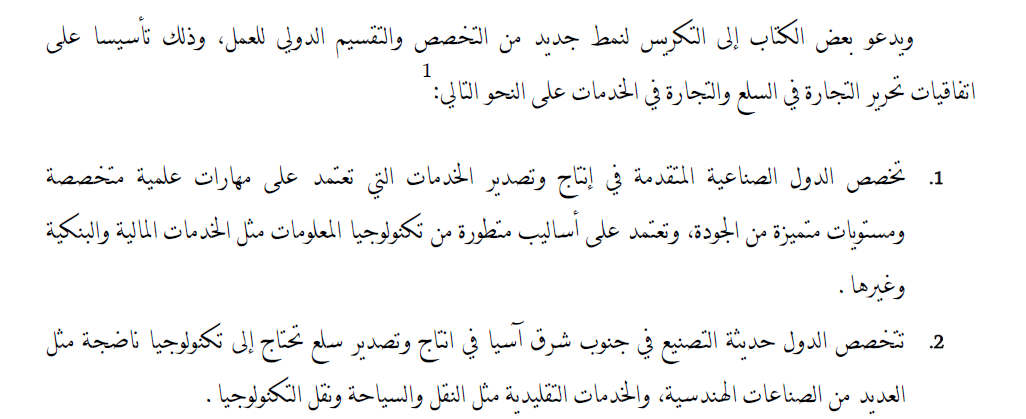 ويدعو بعض الكتّاب إلى التكريس لنمط جديد من التخصص والتقسيم الدولي للعمل، وذلك تأسيسا على
اتفاقيات تحرير التجارة في السلع والتجارة في الخدمات على النحو التالي:1
1. تخصص الدول الصناعية المتقدمة في إنتاج وتصدير الخدمات التي تعتمد على مهارات علمية متخصصة
ومستويات متميزة من الجودة، وتعتمد على أساليب متطورة من تكنولوجيا المعلومات مثل الخدمات المالية والبنكية
وغيرها .
2. تتخصص الدول حديثة التصنيع في جنوب شرق آسيا في انتاج وتصدير سلع تحتاج إلى تكنولوجيا ناضجة مثل
العديد من الصناعات الهندسية، والخدمات التقليدية مثل النقل والسياحة ونقل التكنولوجيا .